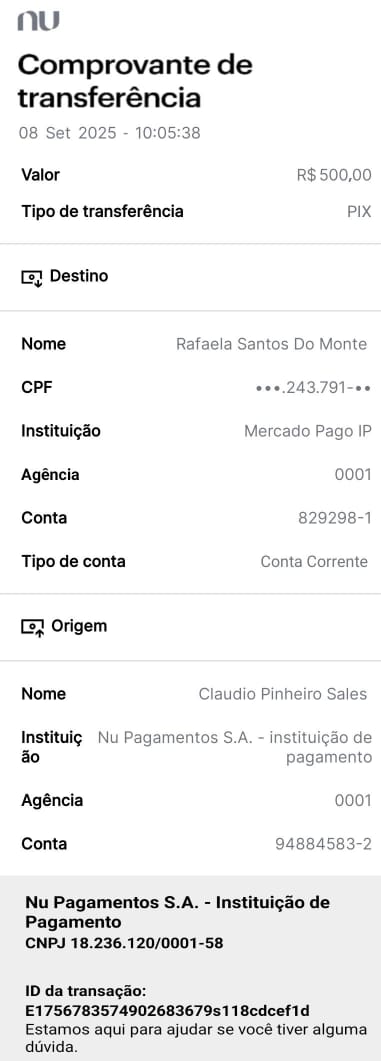 nu
Comprovante de
transferência
08 Set 2025 - 10:05:38
Valor R$ 500,00
Tipo de transferência PIX
Destino
Nome Rafaela Santos Do Monte
CPF •••.243.791-••
Instituição Mercado Pago IP
Agência 0001
Conta 829298-1
Tipo de conta Conta Corrente
Origem
Nome Claudio Pinheiro Sales
Instituiç Nu Pagamentos S.A. - instituição de
ão pagamento
Agência 0001
Conta 94884583-2
Nu Pagamentos S.A. - Instituição de
Pagamento
CNPJ 18.236.120/0001-58
ID da transação:
E1756783574902683679s118cdcef1d
Estamos aqui para ajudar se você tiver alguma
dúvida.